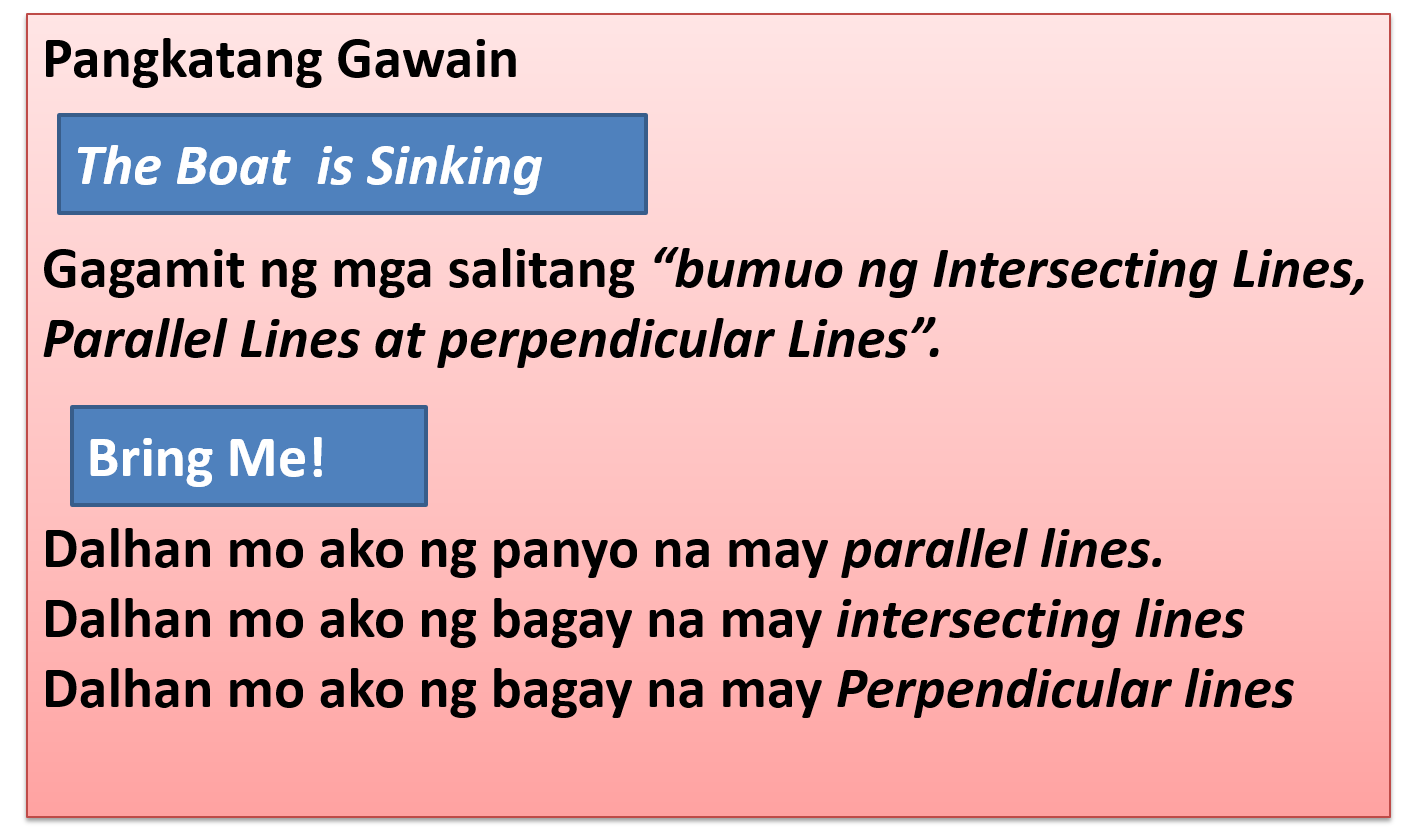 Pangkatang Gawain
The Boat is Sinking
Gagamit ng mga salitang “bumuo ng Intersecting Lines,
Parallel Lines at perpendicular Lines”.
Bring Me!
Dalhan mo ako ng panyo na may parallel lines.
Dalhan mo ako ng bagay na may intersecting lines
Dalhan mo ako ng bagay na may Perpendicular lines